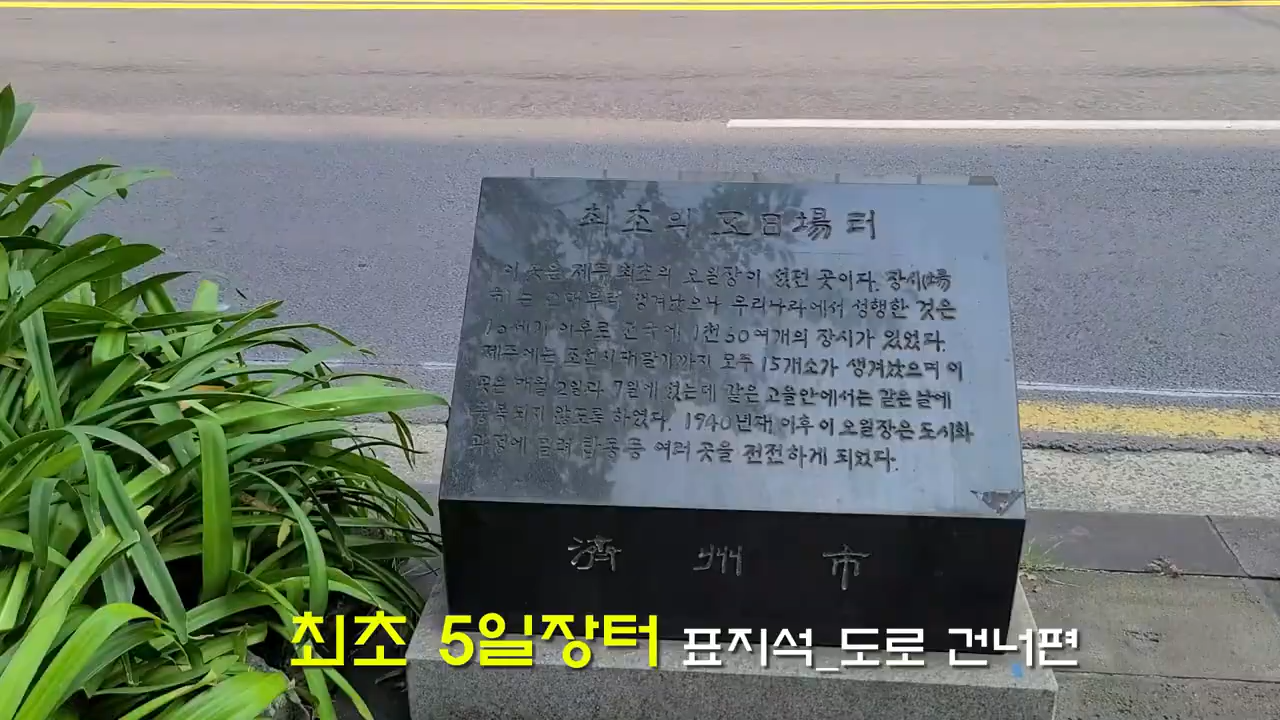 최초의 五日場터
이 곳은 제주 최초의 오일장이 섰던 곳이다. 장시(場
市)는 고대부터 생겨났으나 우리나라에서 성행한 것은
세기 이후로 전국에 1천50여개의 장시가 있었다.
제주에는 조선시대말기까지 모두 15개소가 생겨났으며 이
곳은 매월 2일과 7일에 섰는데 같은 고을안에서는 같은 날에
중복되지 않도록 하였다. 1940년대 이후 이 오일장은 도시화
과정에 밀려 탑동등 여러 곳을 전전하게 되었다.
濟州市
최초 5일장터 표지석_도로 건너편